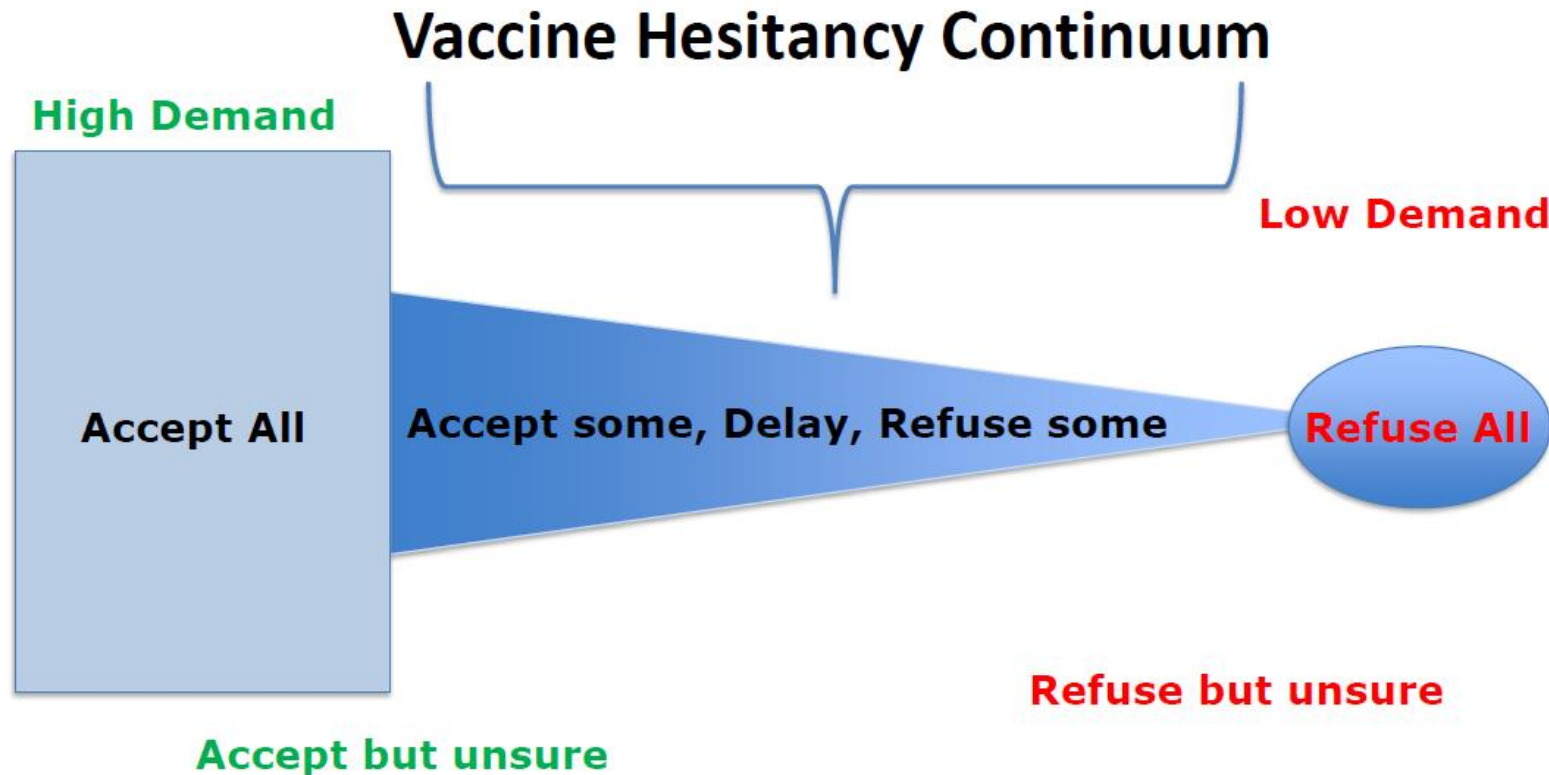 Vaccine Hesitancy Continuum
High Demand
Low Demand
Accept All
Accept some, Delay, Refuse some
Refuse All
Refuse but unsure
Accept but unsure